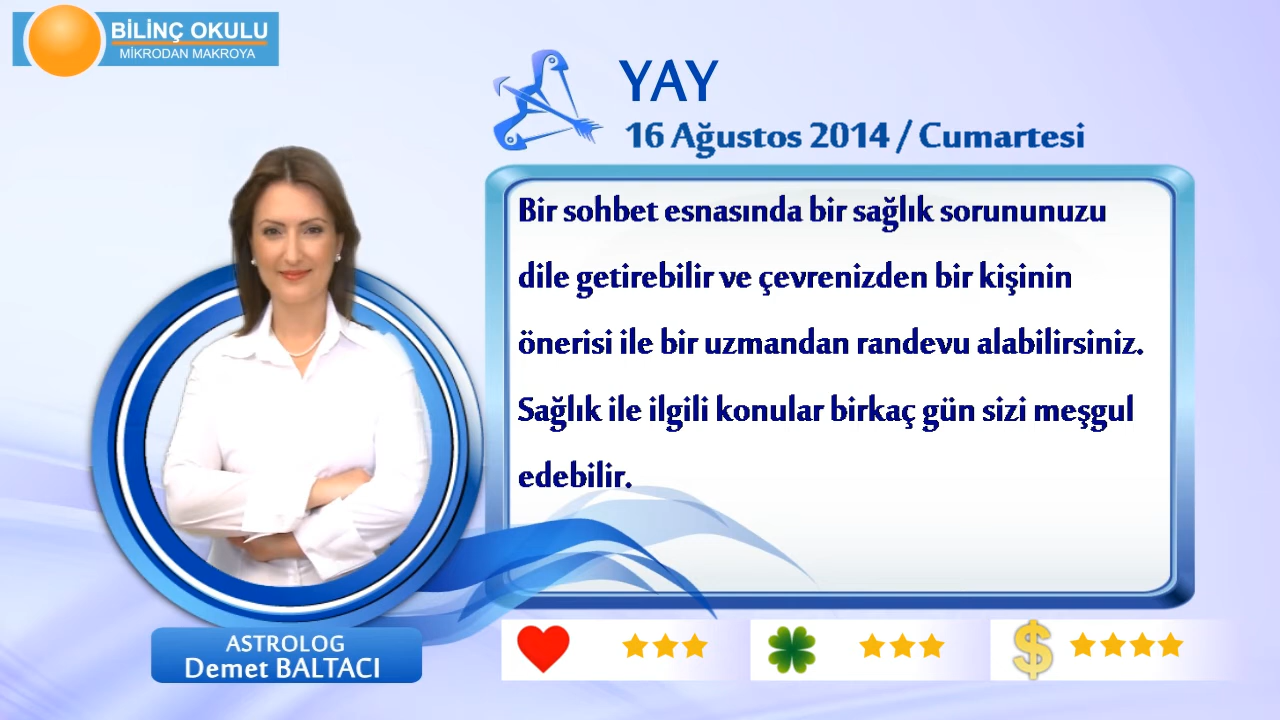 BİLİNÇ OKULU
MİKRODAN MAKROYA
YAY
16 Ağustos 2014 / Cumartesi
Bir sohbet esnasında bir sağlık sorununuzu
dile getirebilir ve çevrenizden bir kişinin
önerisi ile bir uzmandan randevu alabilirsiniz.
Sağlık ile ilgili konular birkaç gün sizi meşgul
edebilir.
ASTROLOG
Demet BALTACI